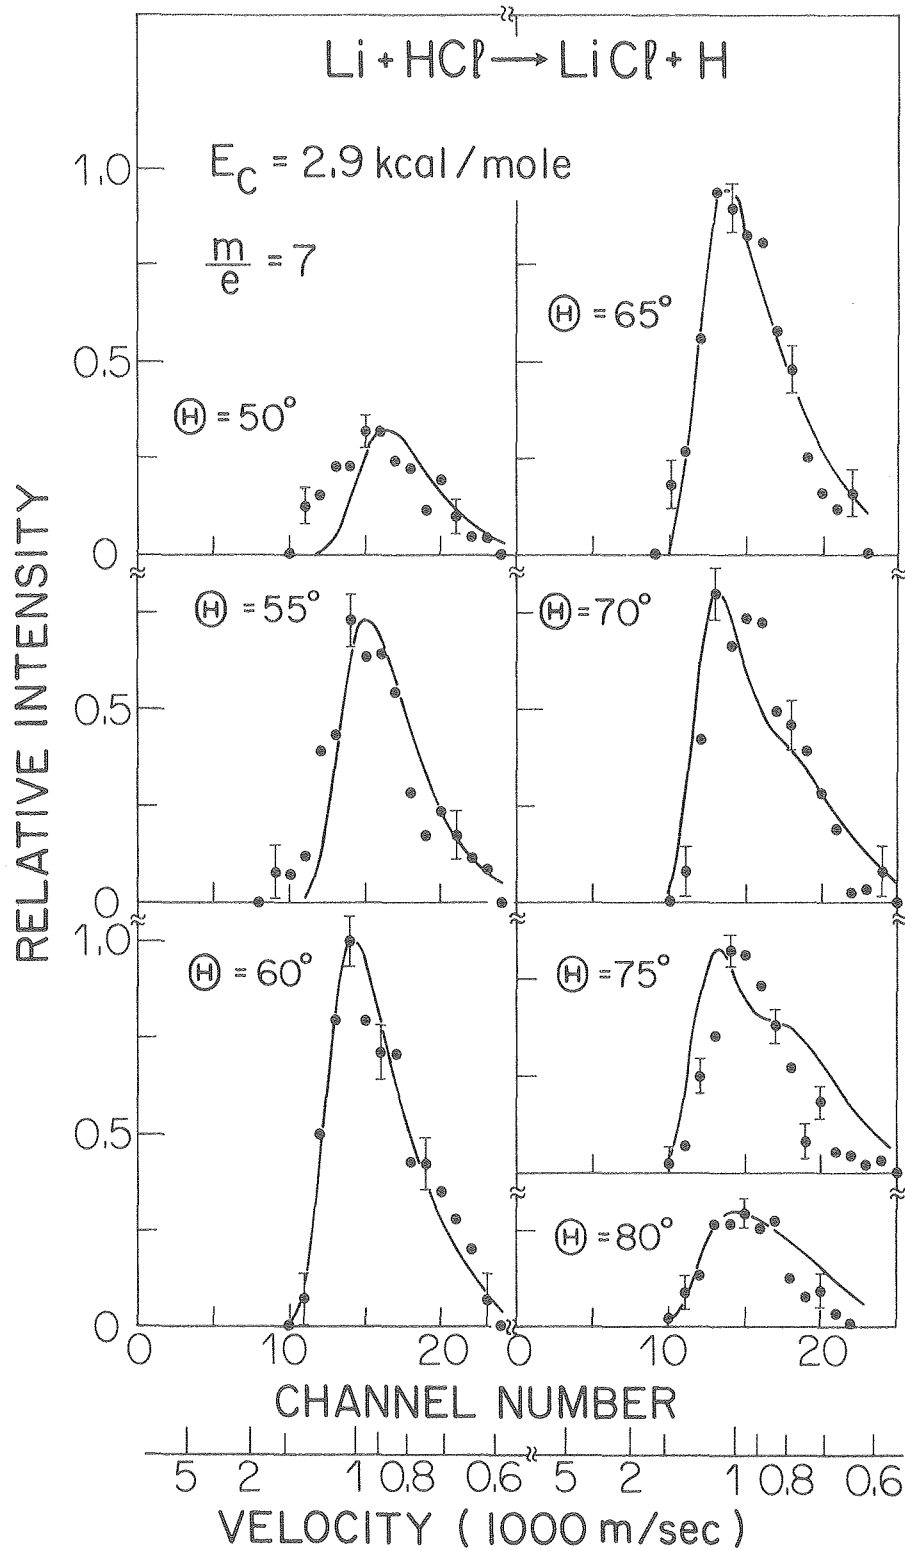 Li + HCl → LiCl + H
E_C = 2.9 kcal/mole
m/e = 7
RELATIVE INTENSITY
1.0
0.5
0
Ⓗ = 50°
Ⓗ = 65°
0.5
0
Ⓗ = 55°
Ⓗ = 70°
1.0
0.5
0
Ⓗ = 60°
Ⓗ = 75°
Ⓗ = 80°
0 10 20 0 10 20
CHANNEL NUMBER
5 2 1 0.8 0.6 5 2 1 0.8 0.6
VELOCITY ( 1000 m/sec )